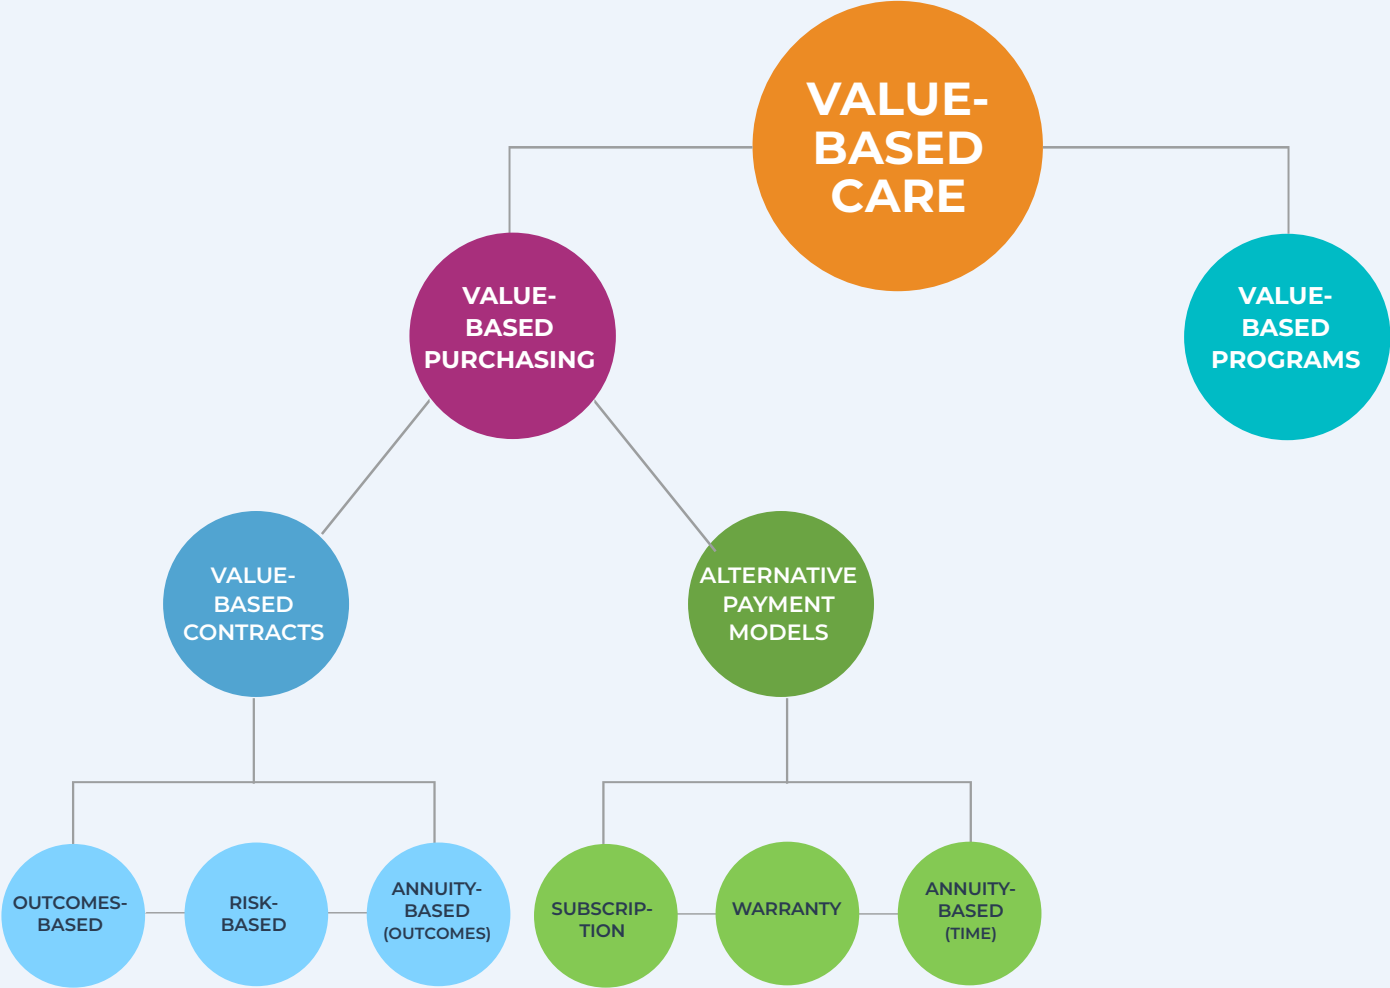 VALUE-
BASED
CARE
VALUE-
BASED
PURCHASING
VALUE-
BASED
PROGRAMS
VALUE-
BASED
CONTRACTS
ALTERNATIVE
PAYMENT
MODELS
OUTCOMES-
BASED
RISK-
BASED
ANNUITY-
BASED
(OUTCOMES)
SUBSCRIP-
TION
WARRANTY
ANNUITY-
BASED
(TIME)